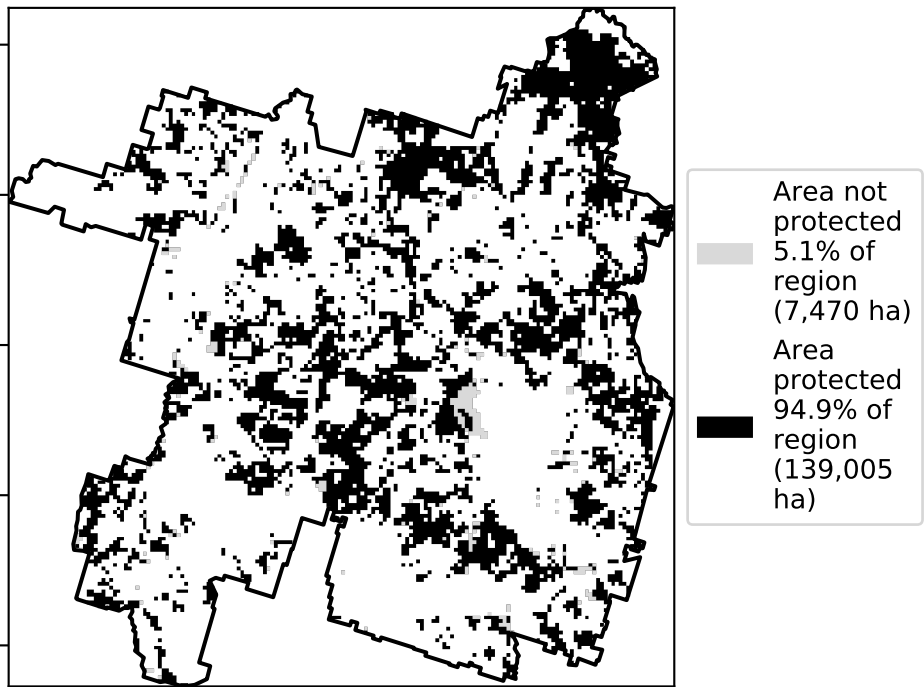 Area not
protected
5.1% of
region
(7,470 ha)
Area
protected
94.9% of
region
(139,005
ha)